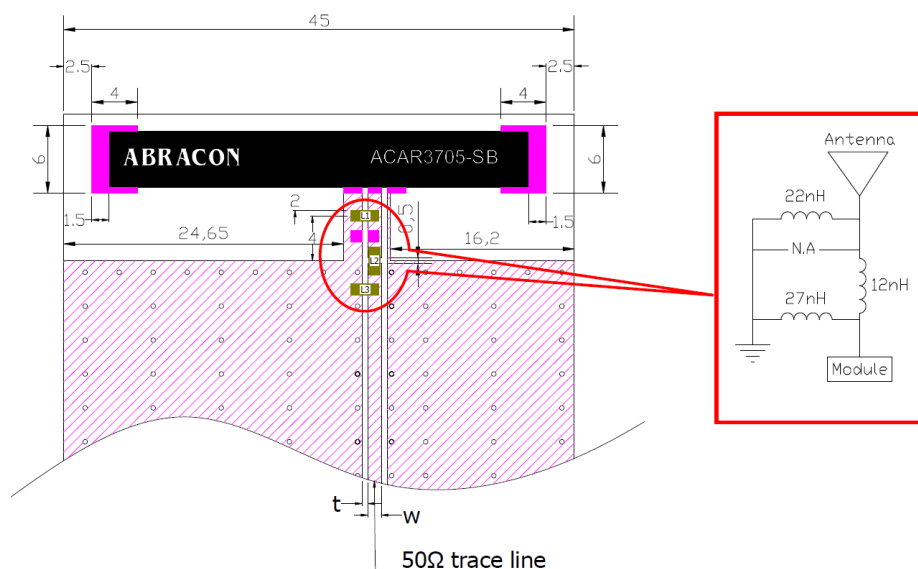 45
2.5
2.5
4
4
6
ABRACON
ACAR3705-SB
6
1.5
1.5
2
L1
0,5
24,65
4
16,2
L2
L3
Antenna
22nH
N.A
12nH
27nH
Module
t
w
50Ω trace line